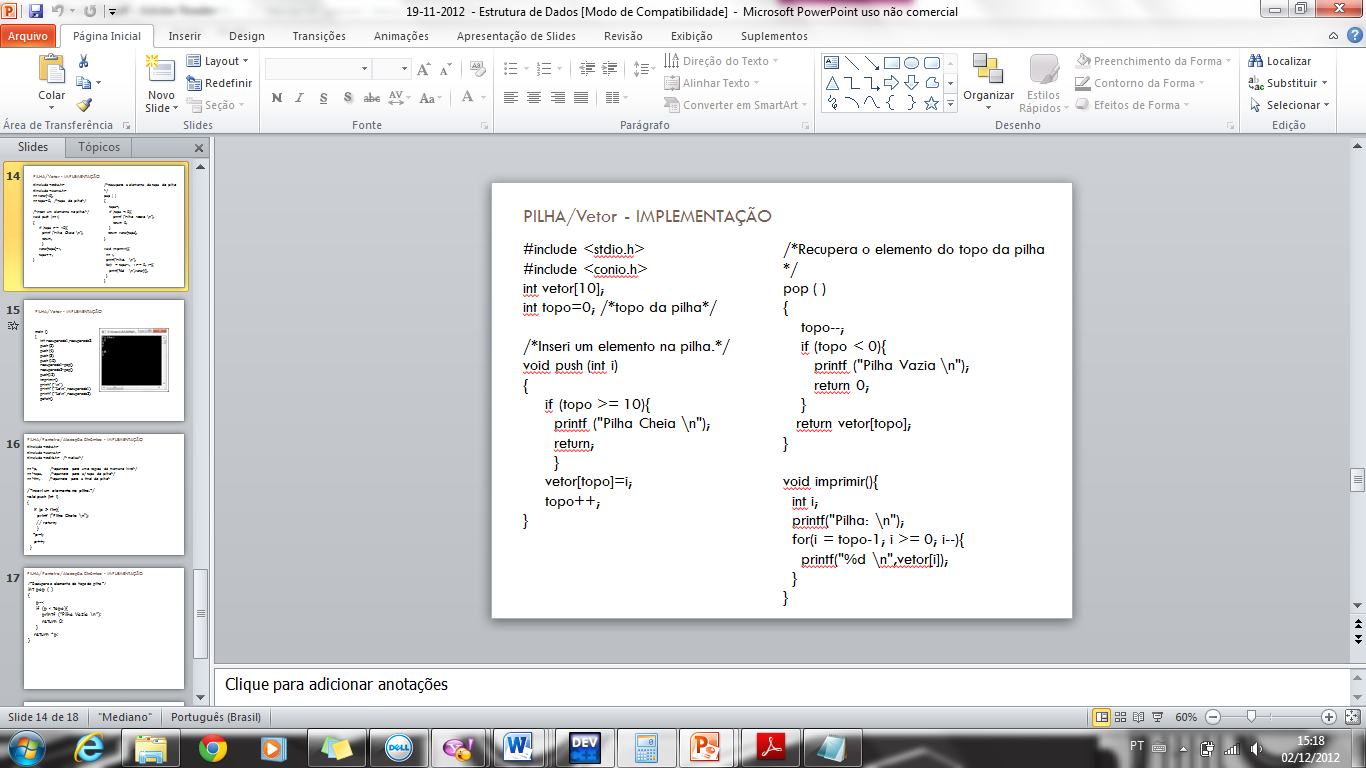 19-11-2012 - Estrutura de Dados [Modo de Compatibilidade] - Microsoft PowerPoint uso não comercial
Arquivo Página Inicial Inserir Design Transições Animações Apresentação de Slides Revisão Exibição Suplementos
Colar
Área de Transferência
Novo Slide
Layout
Redefinir
Seção
Slides
Fonte
Direção do Texto
Alinhar Texto
Converter em SmartArt
Parágrafo
Organizar
Estilos Rápidos
Preenchimento da Forma
Contorno da Forma
Efeitos de Forma
Desenho
Localizar
Substituir
Selecionar
Edição
Slides Tópicos
14
15
16
17
PILHA/Vetor - IMPLEMENTAÇÃO
#include <stdio.h>
#include <conio.h>
int vetor[10];
int topo=0; /*topo da pilha*/
/*Inseri um elemento na pilha.*/
void push (int i)
{
if (topo >= 10){
printf ("Pilha Cheia \n");
return;
}
vetor[topo]=i;
topo++;
}
/*Recupera o elemento do topo da pilha
*/
pop ( )
{
topo--;
if (topo < 0){
printf ("Pilha Vazia \n");
return 0;
}
return vetor[topo];
}
void imprimir(){
int i;
printf("Pilha: \n");
for(i = topo-1; i >= 0; i--){
printf("%d \n",vetor[i]);
}
}
Clique para adicionar anotações
Slide 14 de 18 "Mediano" Português (Brasil) 60%
PT
15:18
02/12/2012